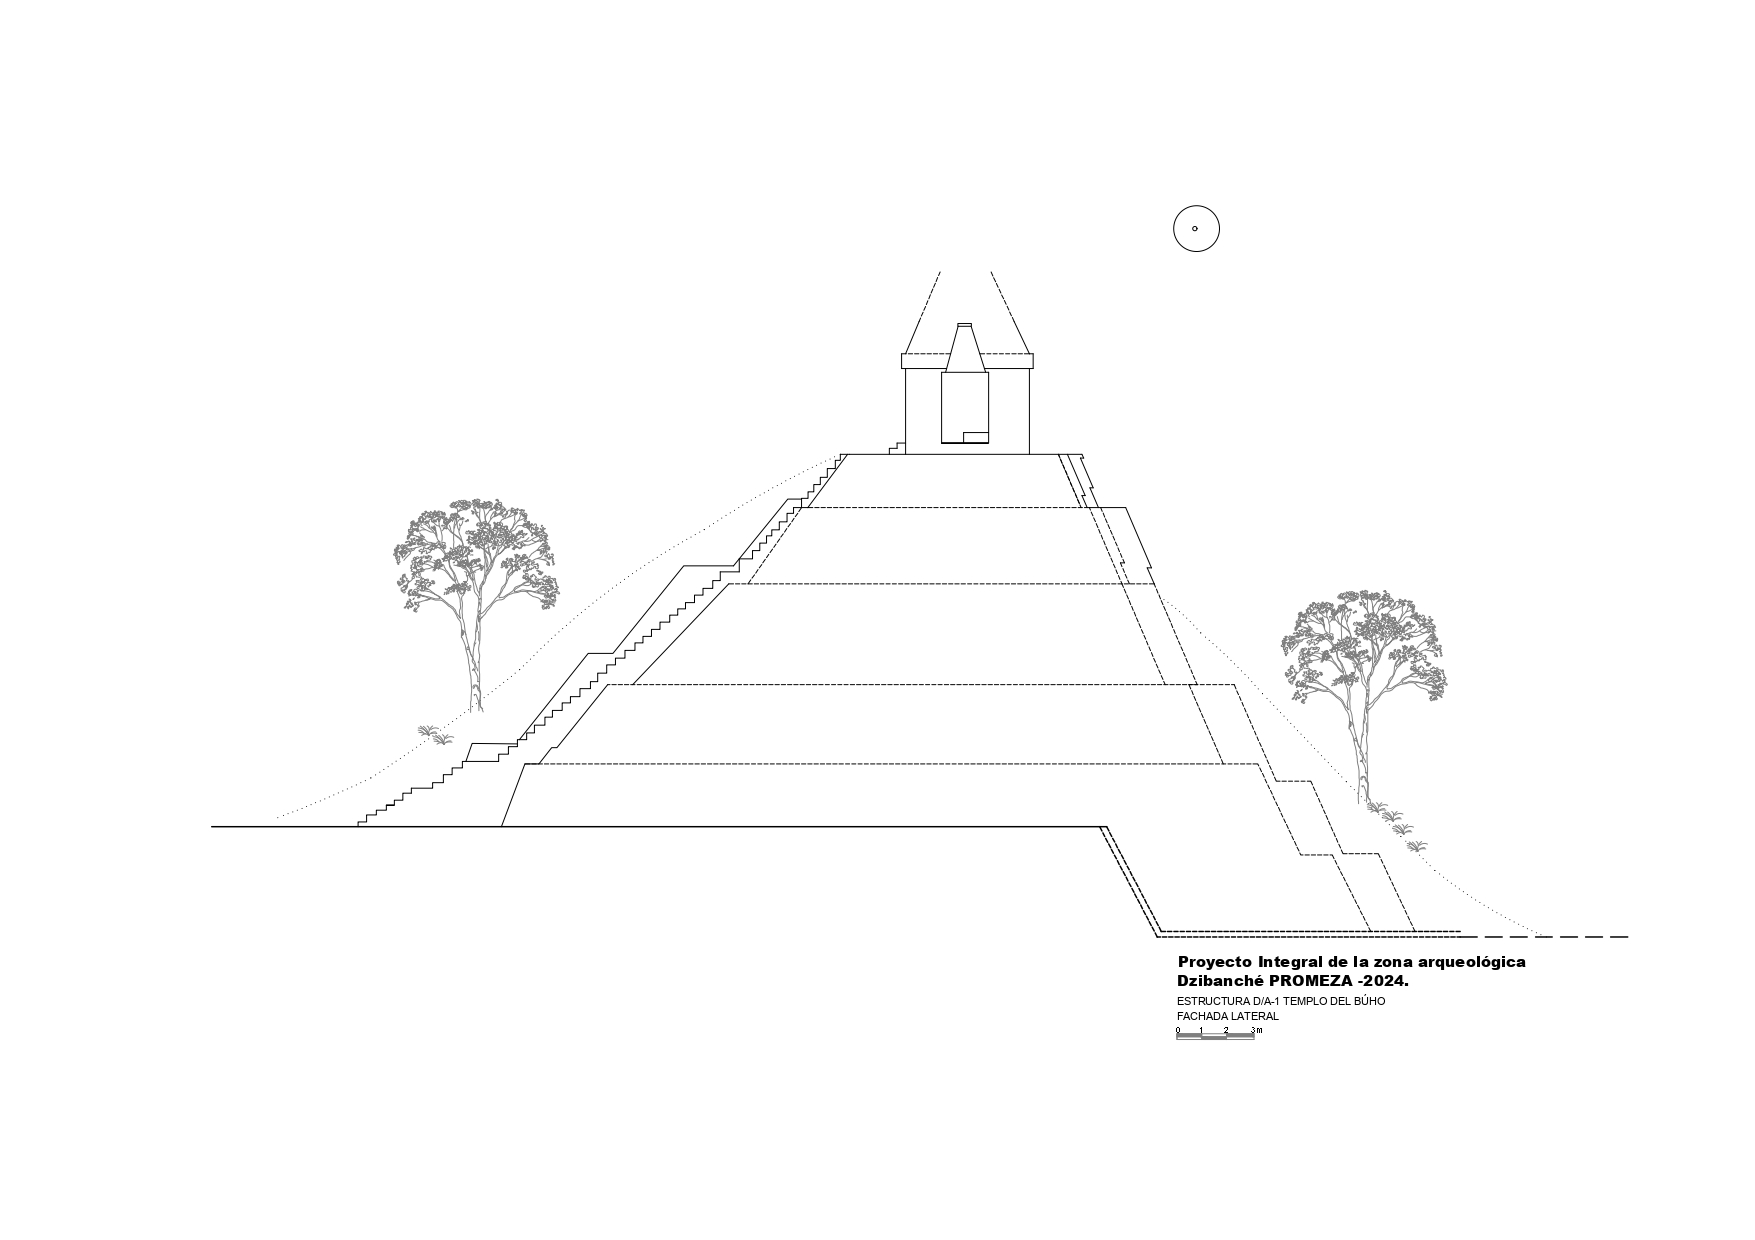 Proyecto Integral de la zona arqueológica
Dzibanché PROMEZA -2024.
ESTRUCTURA D/A-1 TEMPLO DEL BÚHO
FACHADA LATERAL
0 1 2 3m